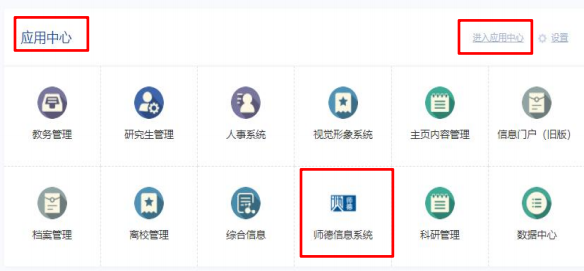 应用中心
进入应用中心 设置
教务管理 研究生管理 人事系统 视觉形象系统 主页内容管理 信息门户（旧版）
师德
档案管理 离校管理 综合信息 师德信息系统 科研管理 数据中心